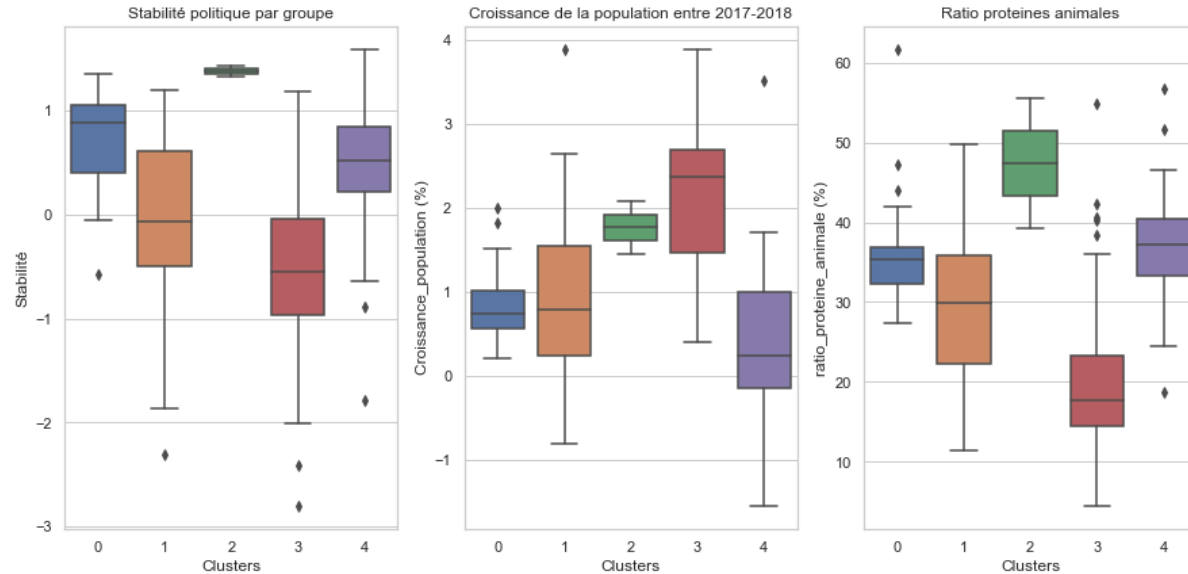 Stabilité politique par groupe
Stabilité
1
0
−1
−2
−3
0 1 2 3 4
Clusters
Croissance de la population entre 2017-2018
Croissance_population (%)
4
3
2
1
0
−1
0 1 2 3 4
Clusters
Ratio proteines animales
ratio_proteine_animale (%)
60
50
40
30
20
10
0 1 2 3 4
Clusters